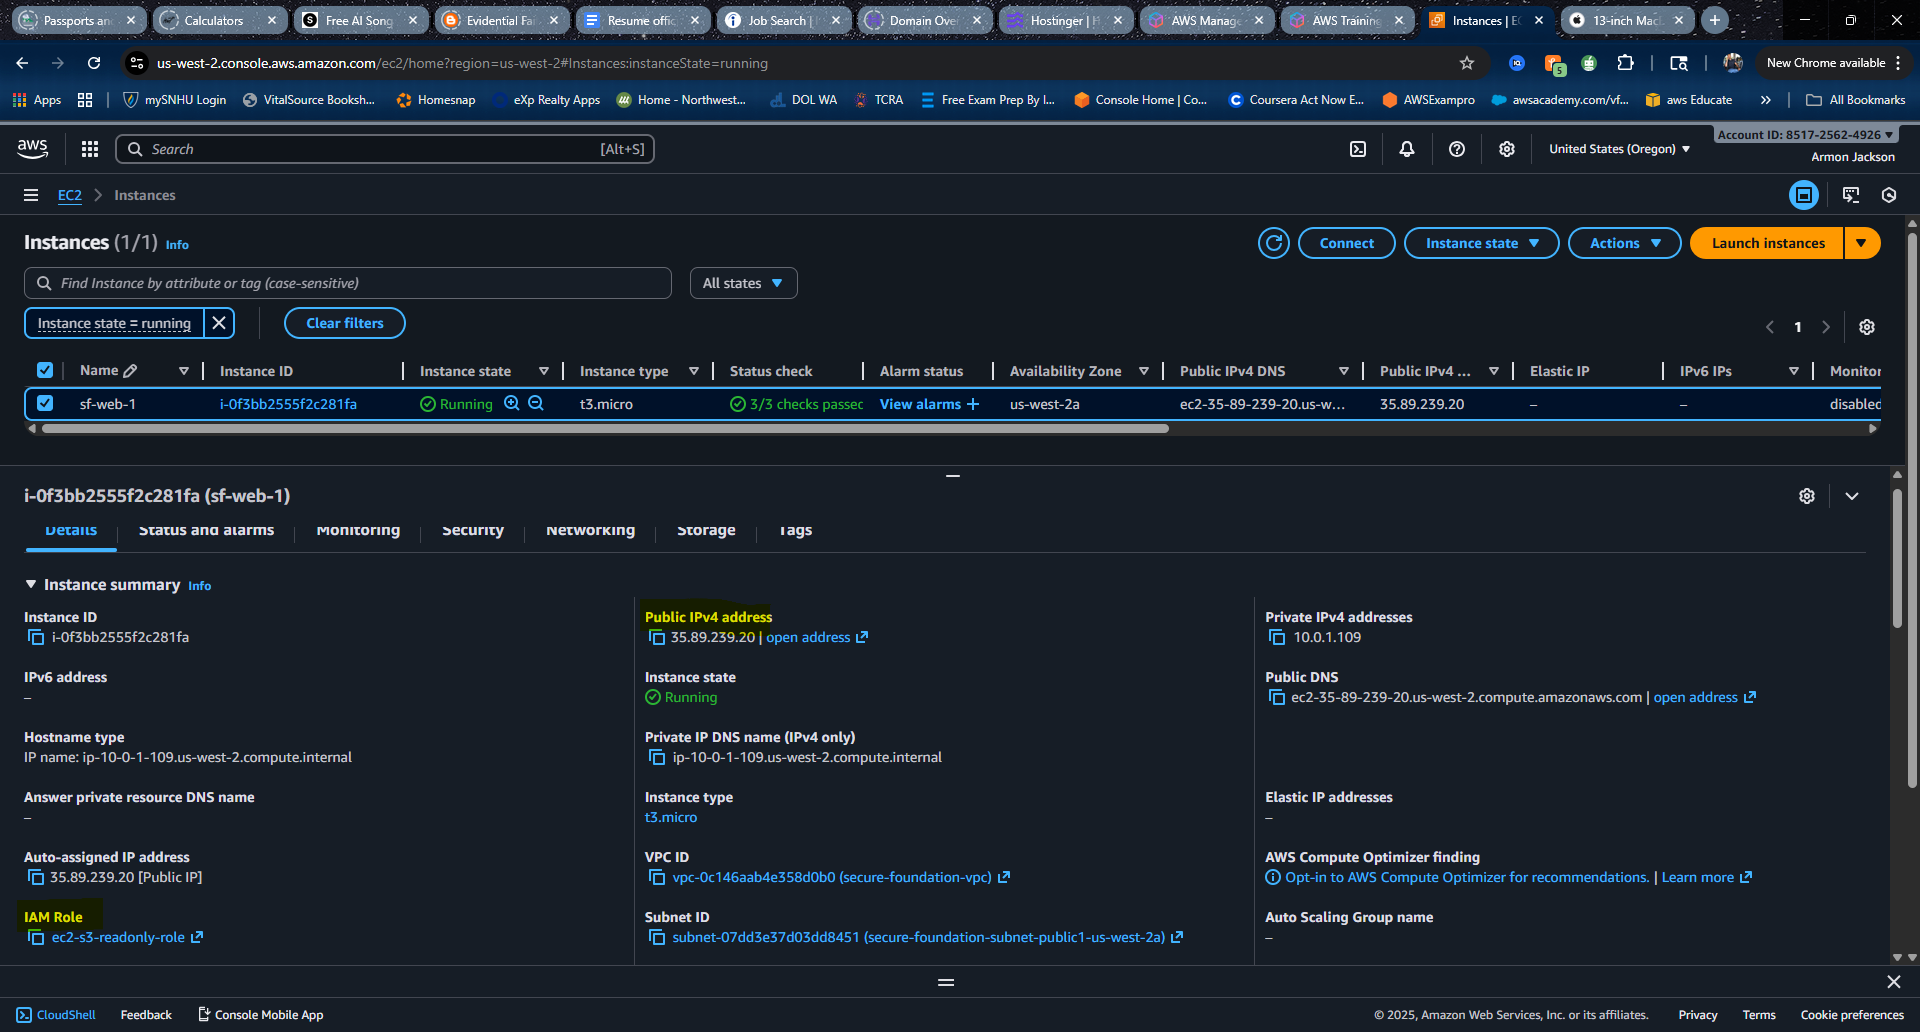 Passports an
Calculators
Free AI Song
Evidential Fai
Resume offic
Job Search |
Domain Over
Hostinger | H
AWS Manage
AWS Training
Instances | EC
13-inch Mac
us-west-2.console.aws.amazon.com/ec2/home?region=us-west-2#Instances:instanceState=running
5
New Chrome available
Apps
mySNHU Login
VitalSource Booksh...
Homesnap
eXp Realty Apps
Home - Northwest...
DOL WA
TCRA
Free Exam Prep By I...
Console Home | Co...
Coursera Act Now E...
AWSExampro
awsacademy.com/vf...
aws Educate
All Bookmarks
aws
Search
[Alt+S]
United States (Oregon)
Account ID: 8517-2562-4926
Armon Jackson
EC2
Instances
Instances (1/1) Info
Connect
Instance state
Actions
Launch instances
Find Instance by attribute or tag (case-sensitive)
All states
Instance state = running
Clear filters
1
Name
Instance ID
Instance state
Instance type
Status check
Alarm status
Availability Zone
Public IPv4 DNS
Public IPv4 ...
Elastic IP
IPv6 IPs
Monitor
sf-web-1
i-0f3bb2555f2c281fa
Running
t3.micro
3/3 checks passec
View alarms +
us-west-2a
ec2-35-89-239-20.us-w...
35.89.239.20
–
–
disabled
i-0f3bb2555f2c281fa (sf-web-1)
Details
Status and alarms
Monitoring
Security
Networking
Storage
Tags
Instance summary Info
Instance ID
i-0f3bb2555f2c281fa
Public IPv4 address
35.89.239.20 | open address
Private IPv4 addresses
10.0.1.109
IPv6 address
–
Instance state
Running
Public DNS
ec2-35-89-239-20.us-west-2.compute.amazonaws.com | open address
Hostname type
IP name: ip-10-0-1-109.us-west-2.compute.internal
Private IP DNS name (IPv4 only)
ip-10-0-1-109.us-west-2.compute.internal
Answer private resource DNS name
–
Instance type
t3.micro
Elastic IP addresses
–
Auto-assigned IP address
35.89.239.20 [Public IP]
VPC ID
vpc-0c146aab4e358d0b0 (secure-foundation-vpc)
AWS Compute Optimizer finding
Opt-in to AWS Compute Optimizer for recommendations. | Learn more
IAM Role
ec2-s3-readonly-role
Subnet ID
subnet-07dd3e37d03dd8451 (secure-foundation-subnet-public1-us-west-2a)
Auto Scaling Group name
–
CloudShell
Feedback
Console Mobile App
© 2025, Amazon Web Services, Inc. or its affiliates.
Privacy
Terms
Cookie preferences